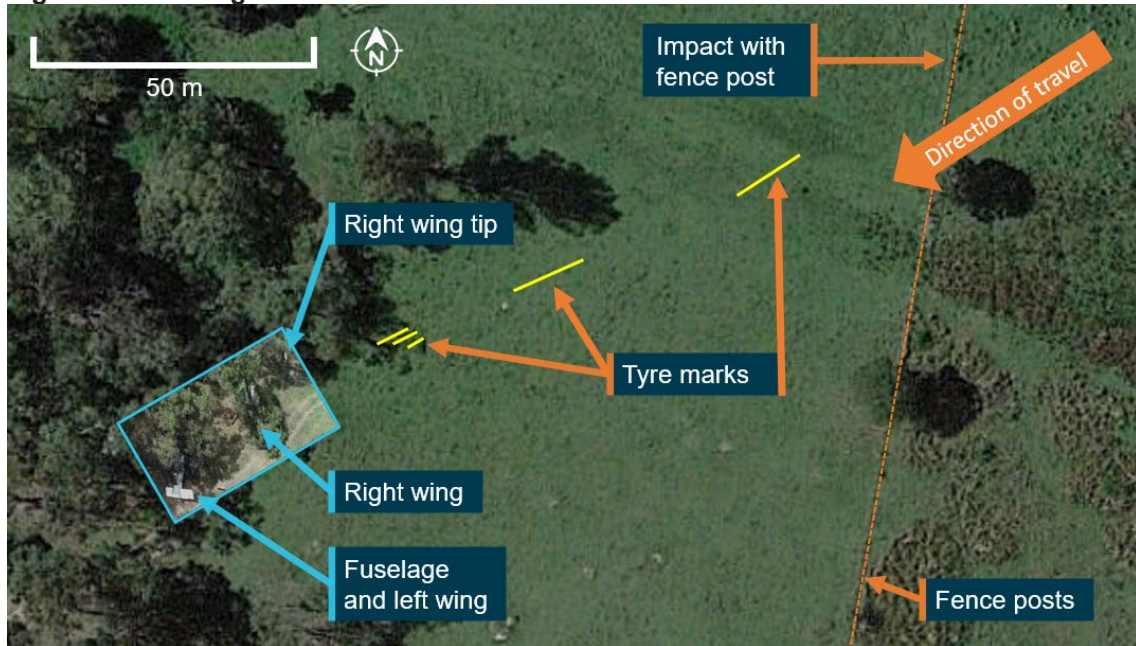 50 m
N
Impact with
fence post
Direction of travel
Right wing tip
Tyre marks
Right wing
Fuselage
and left wing
Fence posts